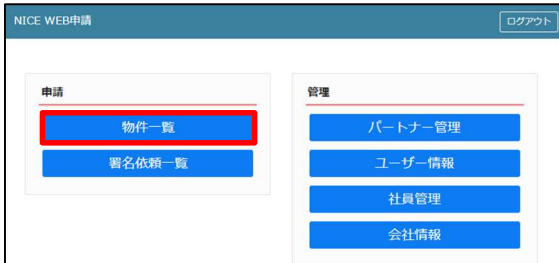 NICE WEB申請
ログアウト
申請
物件一覧
署名依頼一覧
管理
パートナー管理
ユーザー情報
社員管理
会社情報